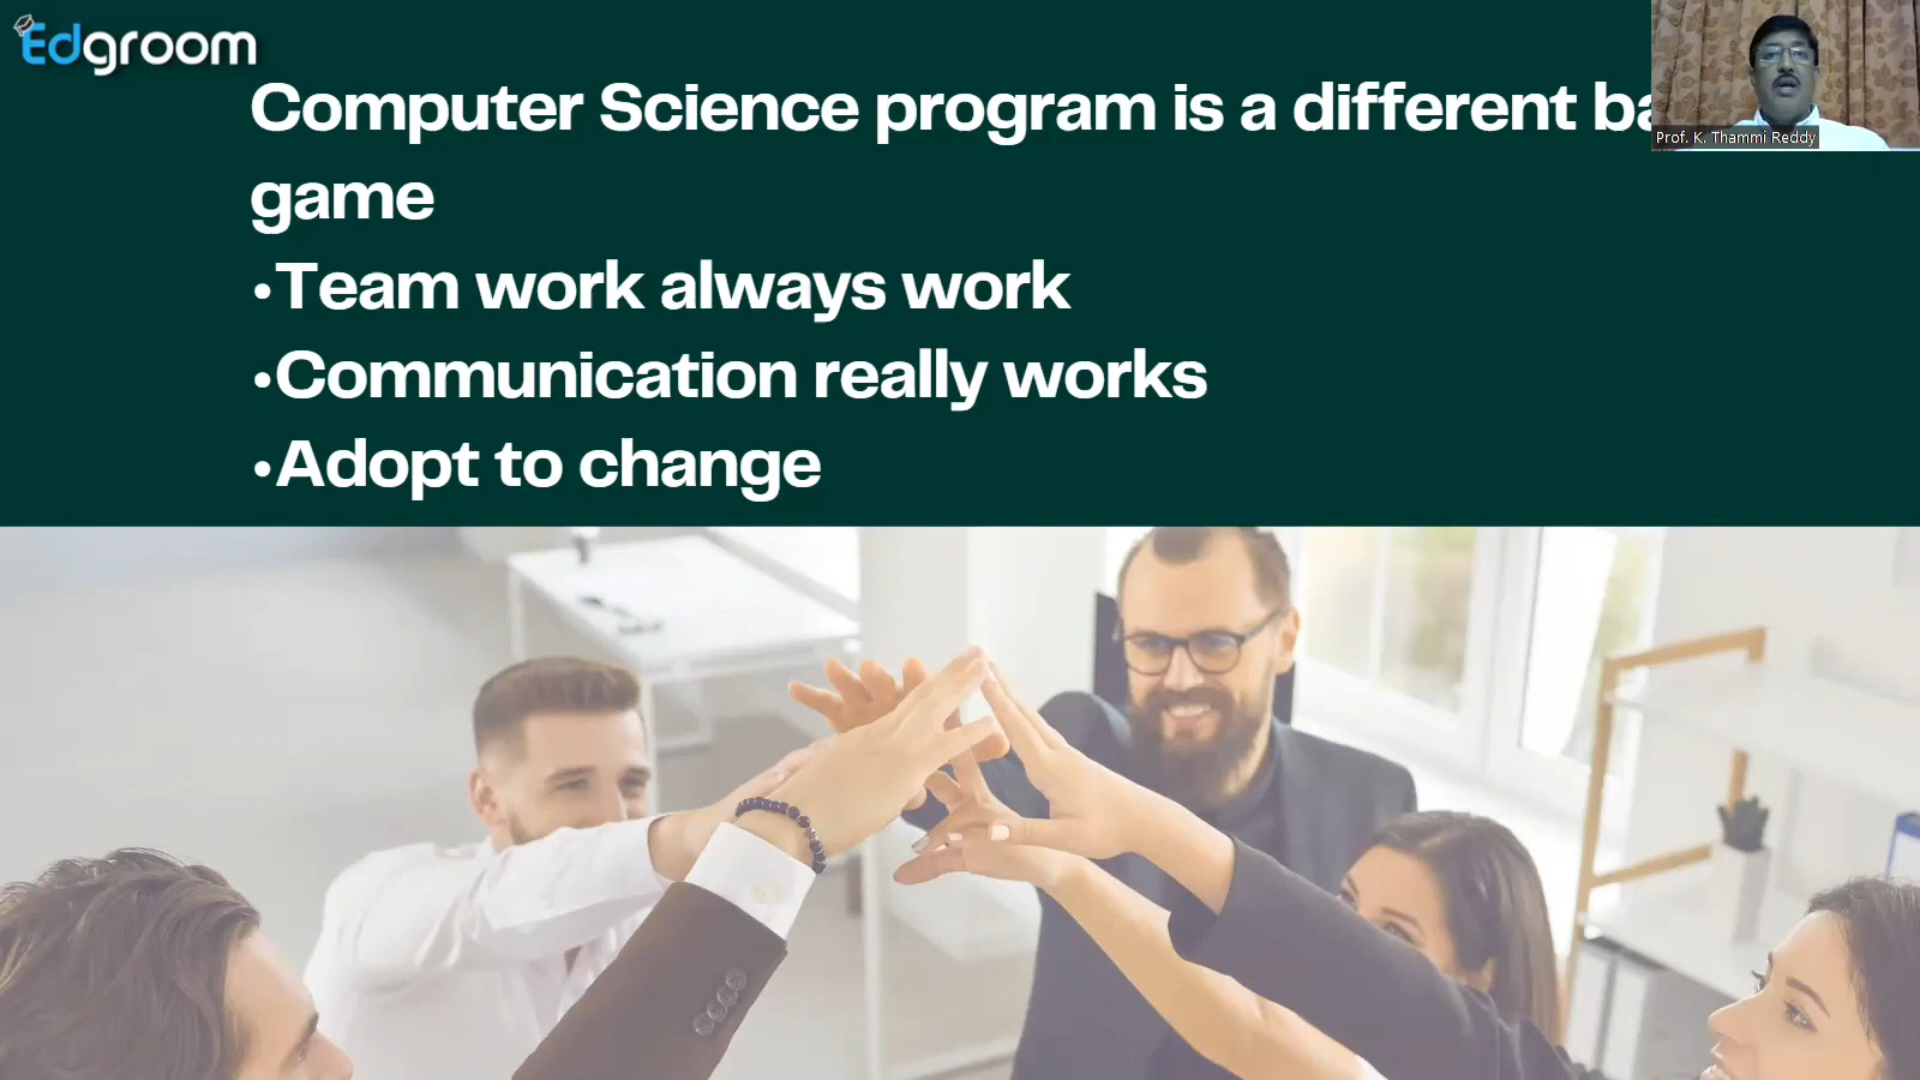 Edgroom
Computer Science program is a different ba
game
•Team work always work
•Communication really works
•Adopt to change
Prof. K. Thammi Reddy